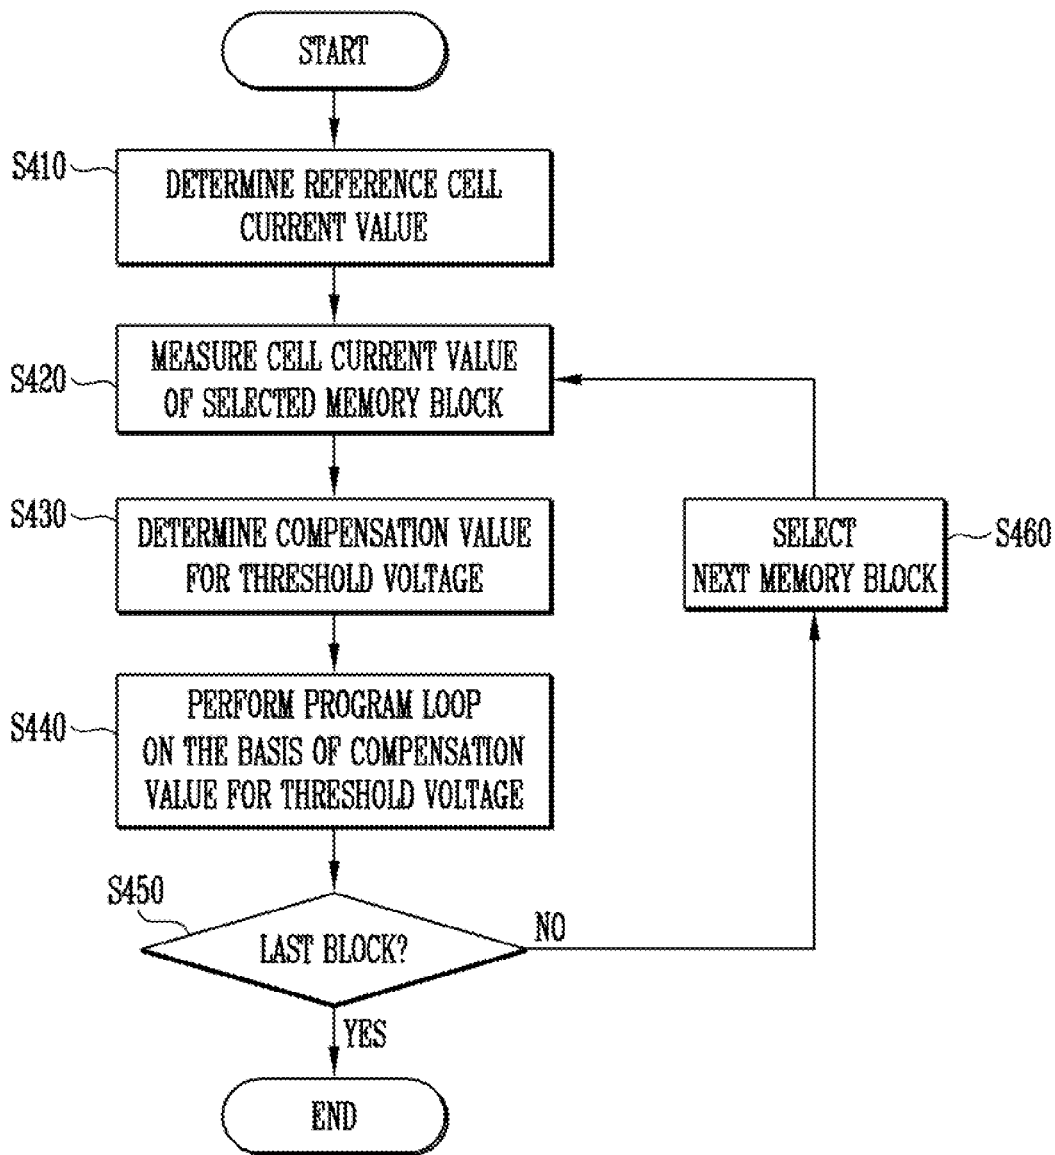 START
S410
DETERMINE REFERENCE CELL
CURRENT VALUE
S420
MEASURE CELL CURRENT VALUE
OF SELECTED MEMORY BLOCK
S430
DETERMINE COMPENSATION VALUE
FOR THRESHOLD VOLTAGE
SELECT
NEXT MEMORY BLOCK
S460
S440
PERFORM PROGRAM LOOP
ON THE BASIS OF COMPENSATION
VALUE FOR THRESHOLD VOLTAGE
S450
LAST BLOCK?
NO
YES
END